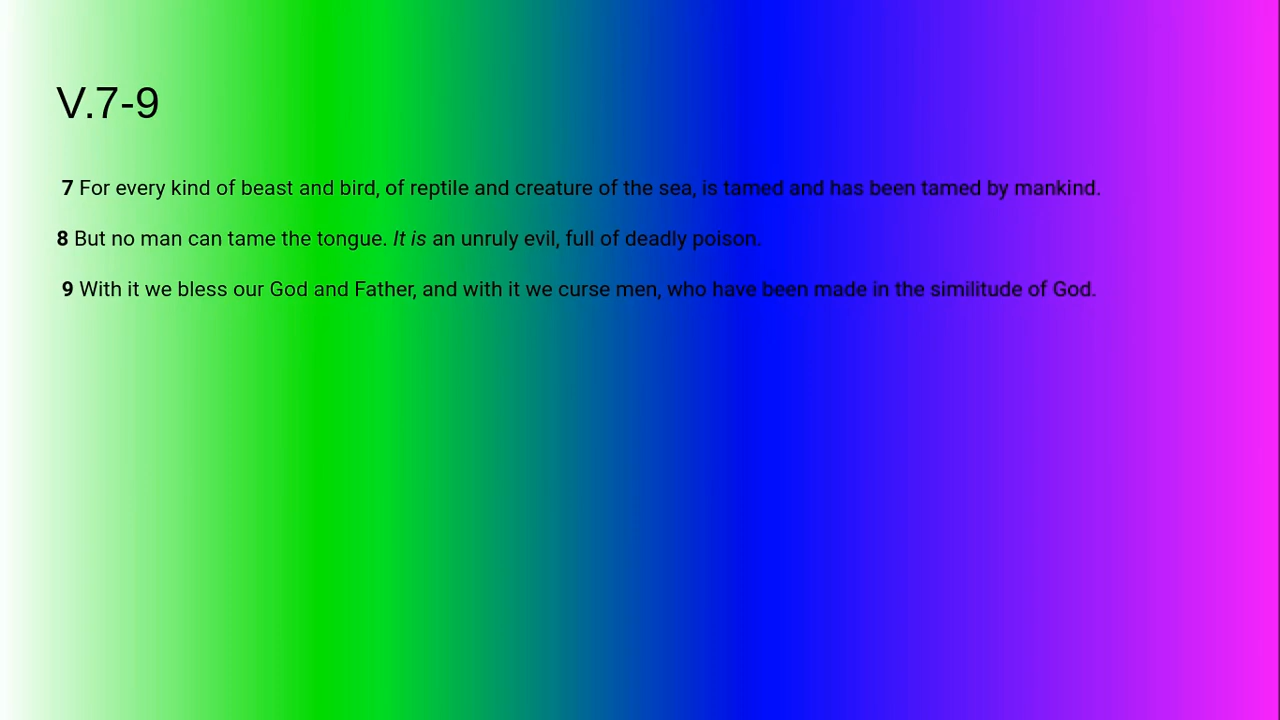 V.7-9
7 For every kind of beast and bird, of reptile and creature of the sea, is tamed and has been tamed by mankind.
8 But no man can tame the tongue. It is an unruly evil, full of deadly poison.
9 With it we bless our God and Father, and with it we curse men, who have been made in the similitude of God.